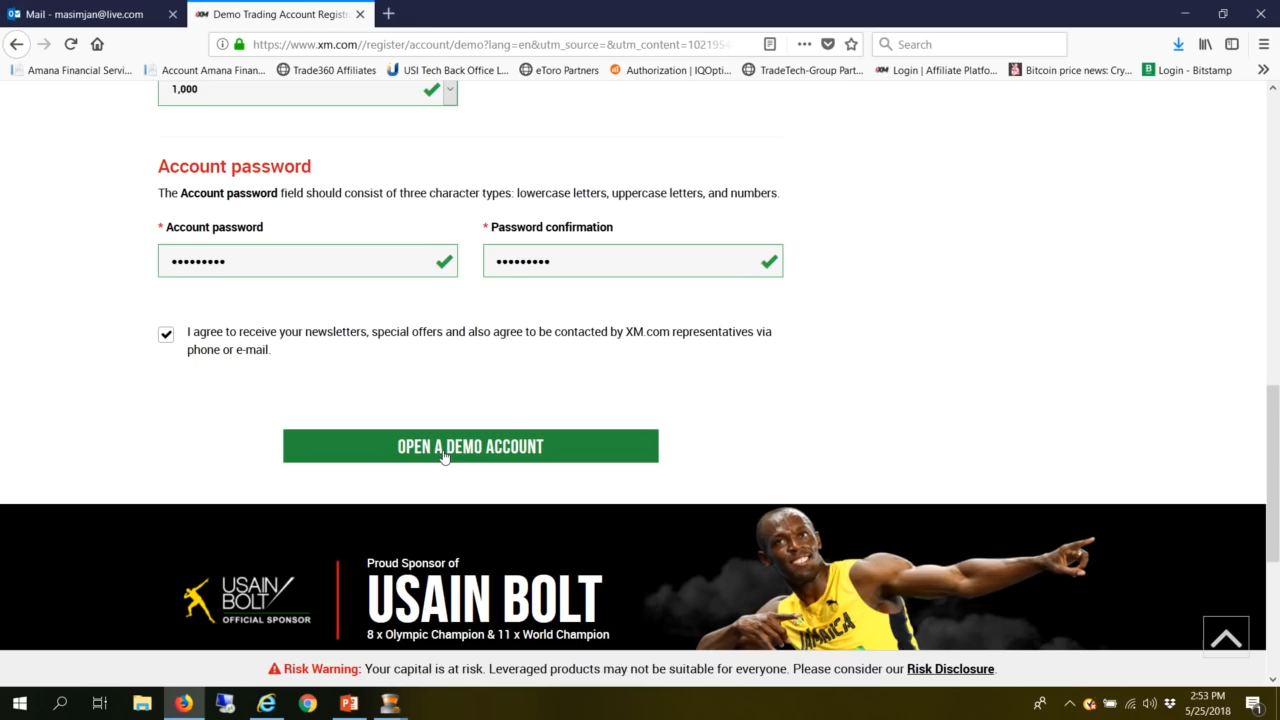 Mail - masimjan@live.com
Demo Trading Account Registr
https://www.xm.com//register/account/demo?lang=en&utm_source=&utm_content=102195
Search
Amana Financial Servi...
Account Amana Finan...
Trade360 Affiliates
USI Tech Back Office L...
eToro Partners
Authorization | IQOpti...
TradeTech-Group Part...
Login | Affiliate Platfo...
Bitcoin price news: Cry...
Login - Bitstamp
1,000
Account password
The Account password field should consist of three character types: lowercase letters, uppercase letters, and numbers.
* Account password
* Password confirmation
•••••••••
•••••••••
I agree to receive your newsletters, special offers and also agree to be contacted by XM.com representatives via
phone or e-mail.
OPEN A DEMO ACCOUNT
USAIN
BOLT
OFFICIAL SPONSOR
Proud Sponsor of
USAIN BOLT
8 x Olympic Champion & 11 x World Champion
JAMAICA
Risk Warning: Your capital is at risk. Leveraged products may not be suitable for everyone. Please consider our Risk Disclosure.
2:53 PM
5/25/2018